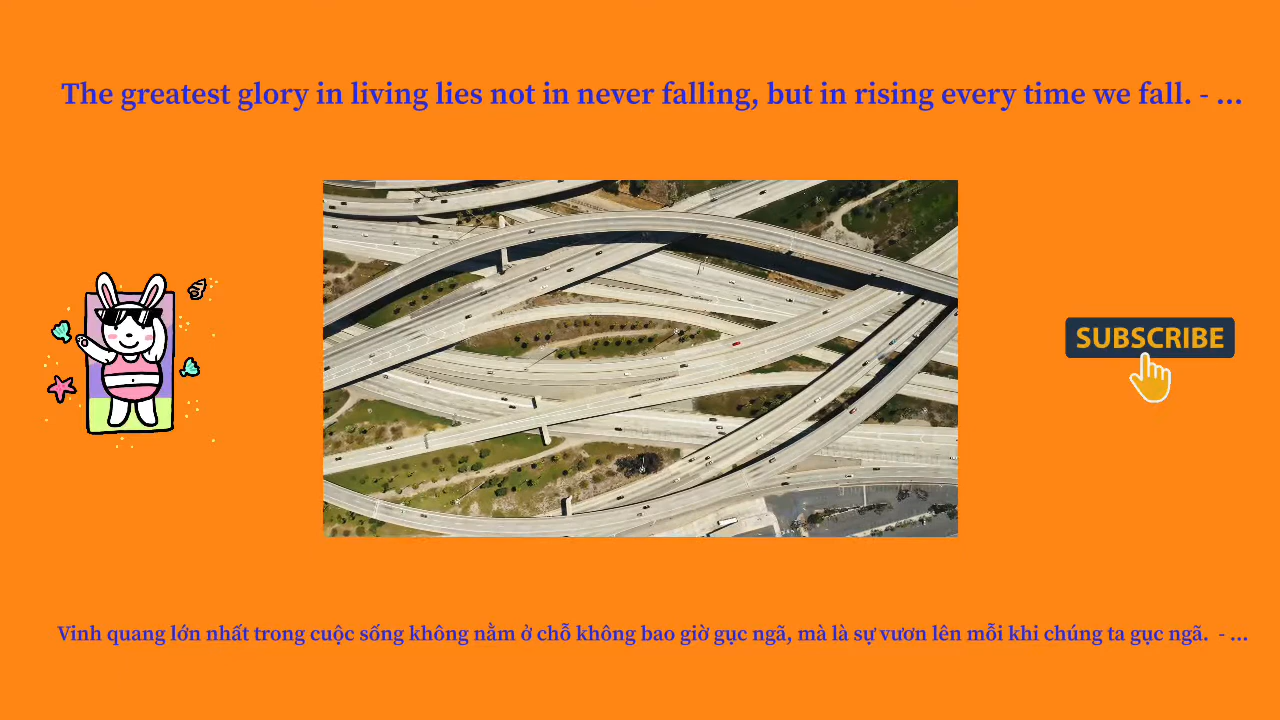 The greatest glory in living lies not in never falling, but in rising every time we fall. - ...
SUBSCRIBE
Vinh quang lớn nhất trong cuộc sống không nằm ở chỗ không bao giờ gục ngã, mà là sự vươn lên mỗi khi chúng ta gục ngã.  - ...